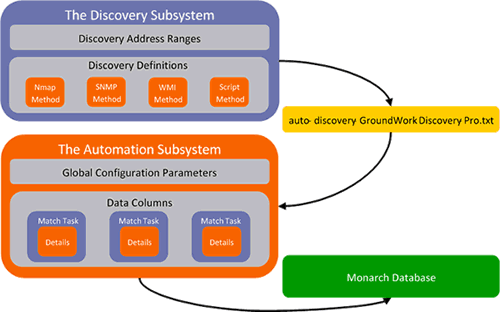 The Discovery Subsystem
Discovery Address Ranges
Discovery Definitions
Nmap
Method
SNMP
Method
WMI
Method
Script
Method
auto- discovery GroundWork Discovery Pro.txt
The Automation Subsystem
Global Configuration Parameters
Data Columns
Match Task
Details
Match Task
Details
Match Task
Details
Monarch Database